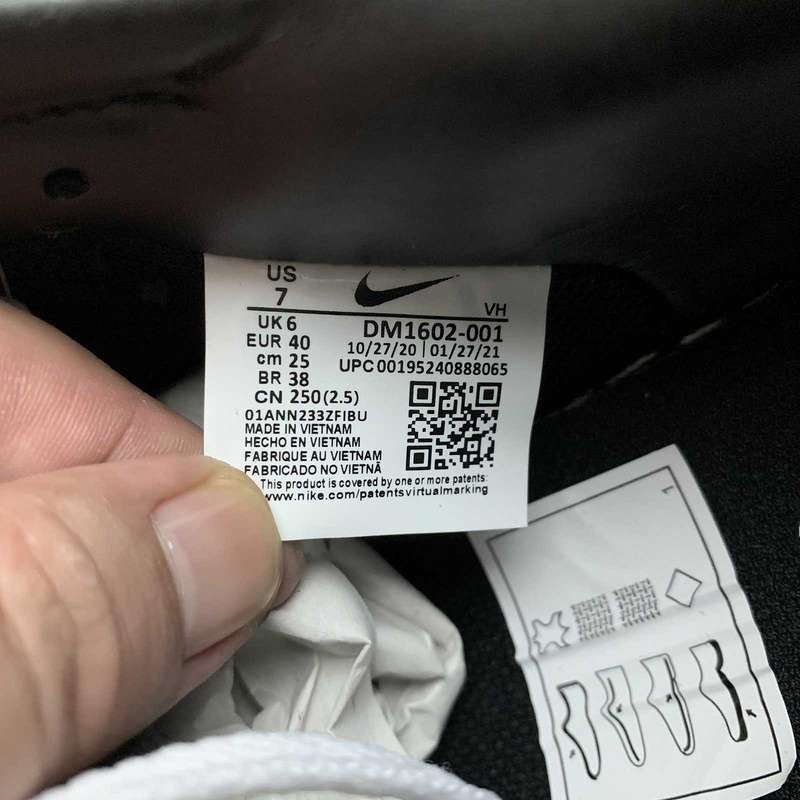 US
7
VH
UK 6
EUR 40
cm 25
BR 38
CN 250(2.5)
DM1602-001
10/27/20 | 01/27/21
UPC 00195240888065
01ANN233ZFIBU
MADE IN VIETNAM
HECHO EN VIETNAM
FABRIQUE AU VIETNAM
FABRICADO NO VIETNÃ
This product is covered by one or more patents:
www.nike.com/patentsvirtualmarking
1